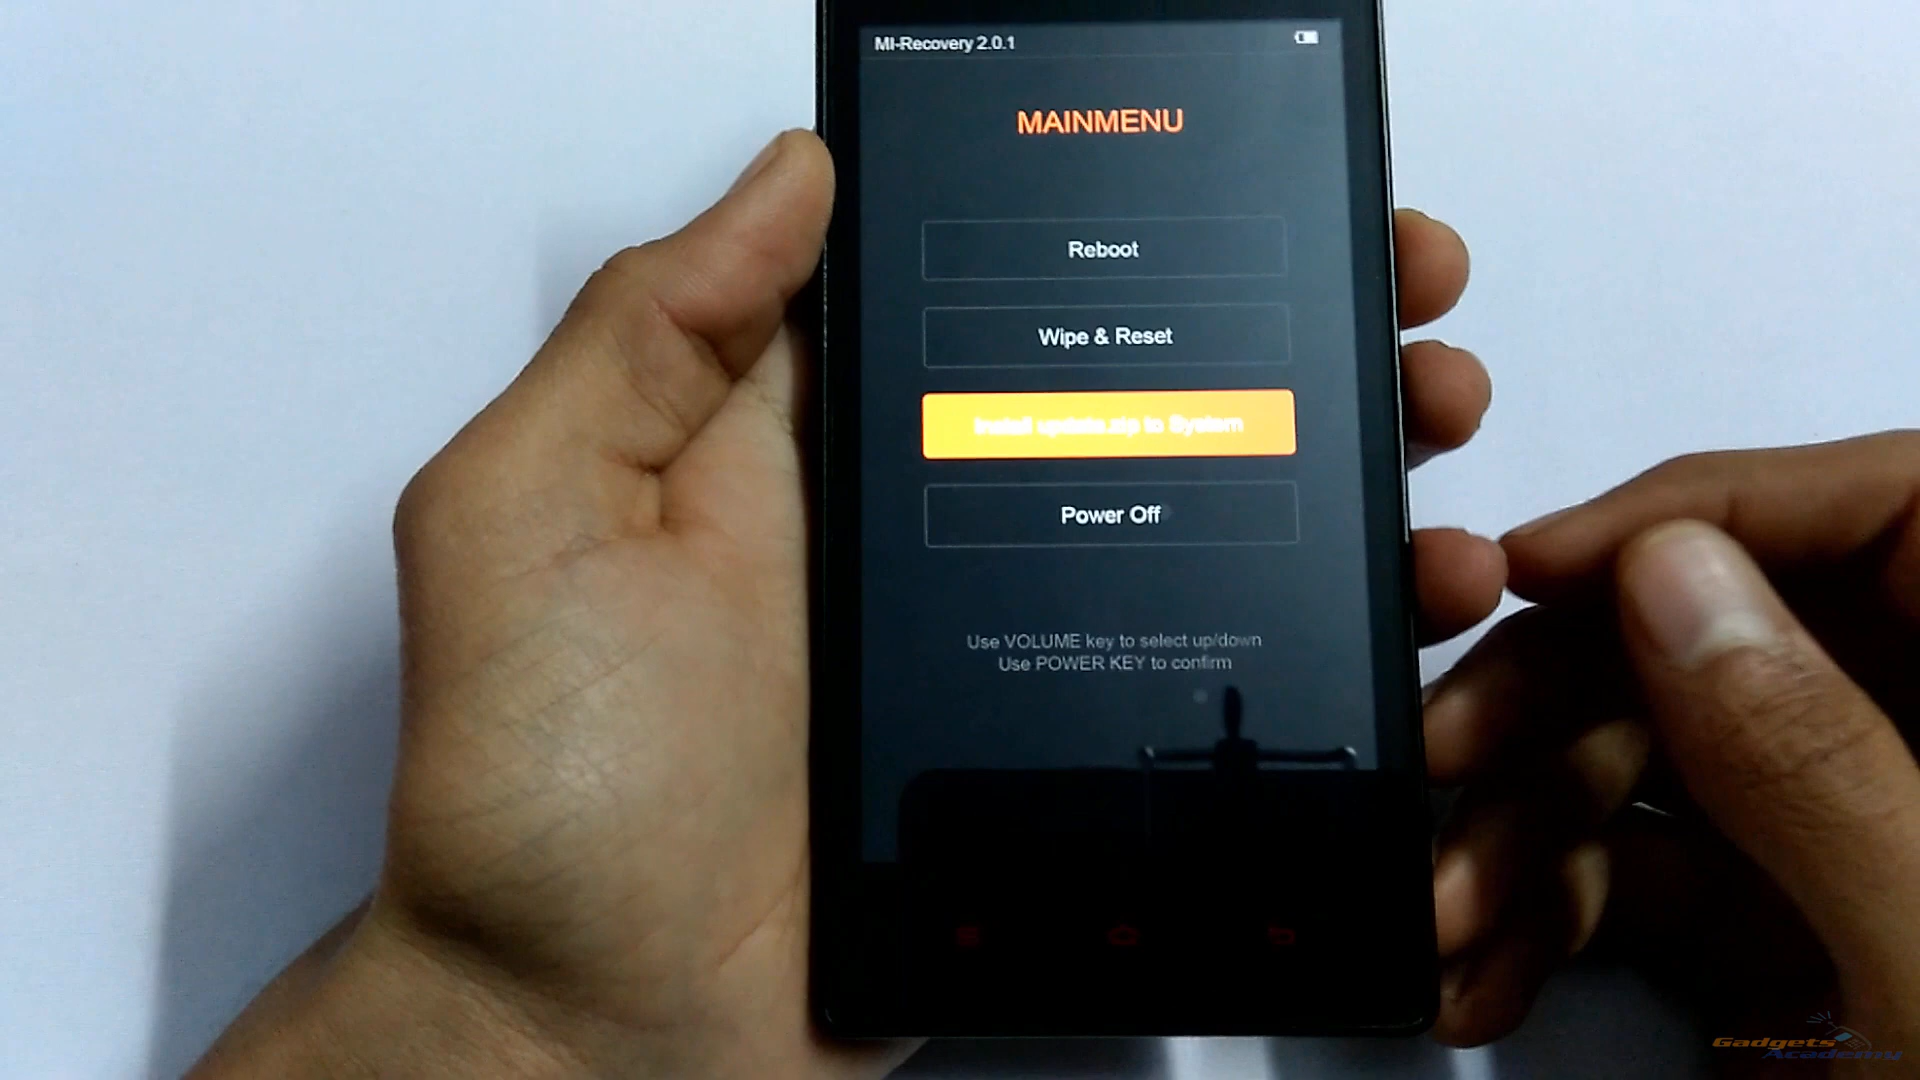 MI-Recovery 2.0.1
MAINMENU
Reboot
Wipe & Reset
Install update.zip to System
Power Off
Use VOLUME key to select up/down
Use POWER KEY to confirm
Gadgets
Academy